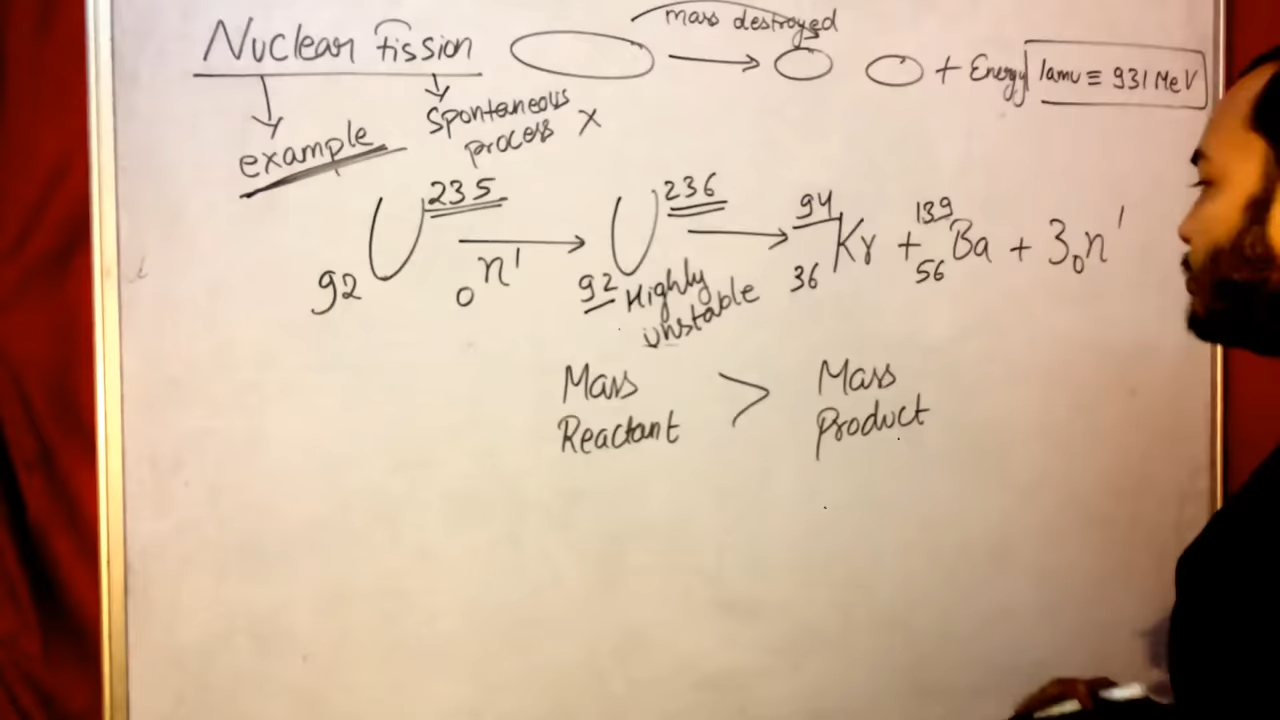 Nuclear fission
mass destroyed
+ Energy 1amu ≡ 931 MeV
example
Spontaneous
process X
92 U 235 → 0 n 1 92 U 236 → 94 36 Kr + 139 56 Ba + 3 0 n 1
Highly
unstable
Mass > Mass
Reactant Product